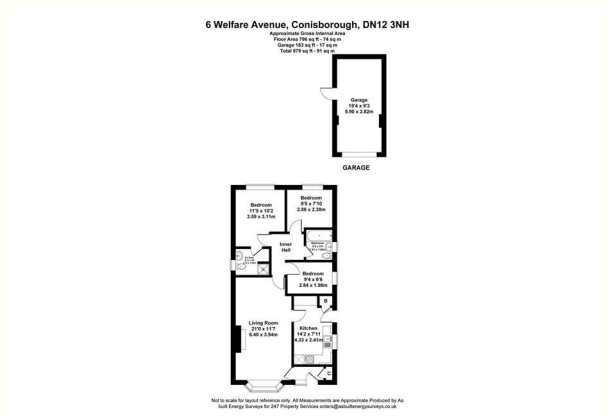 6 Welfare Avenue, Conisborough, DN12 3NH
Approximate Gross Internal Area
Floor Area 796 sq ft - 74 sq m
Garage 183 sq ft - 17 sq m
Total 979 sq ft - 91 sq m
Garage
19'4 x 9'3
5.90 x 2.82m
GARAGE
Bedroom
11'9 x 10'2
3.59 x 3.11m
Bedroom
9'5 x 7'10
2.86 x 2.39m
Inner
Hall
Bathroom
Bedroom
9'4 x 6'6
2.84 x 1.98m
B
Living Room
21'0 x 11'7
6.40 x 3.54m
Kitchen
14'2 x 7'11
4.33 x 2.41m
C
Not to scale for layout reference only. All Measurements are Approximate Produced by As
built Energy Surveys for 247 Property Services orders@asbuiltenergysurveys.co.uk